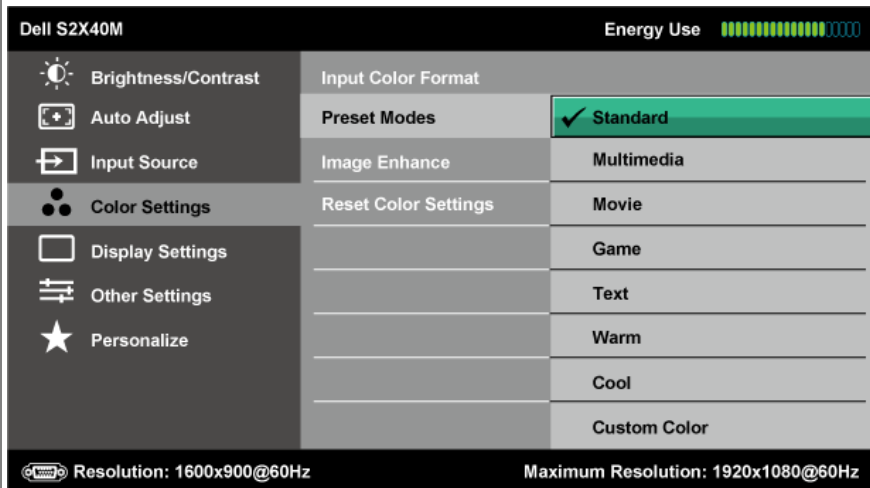 Dell S2X40M Energy Use
Brightness/Contrast Input Color Format
Auto Adjust Preset Modes Standard
Input Source Image Enhance Multimedia
Color Settings Reset Color Settings Movie
Display Settings Game
Other Settings Text
Personalize Warm
Cool
Custom Color
Resolution: 1600x900@60Hz Maximum Resolution: 1920x1080@60Hz